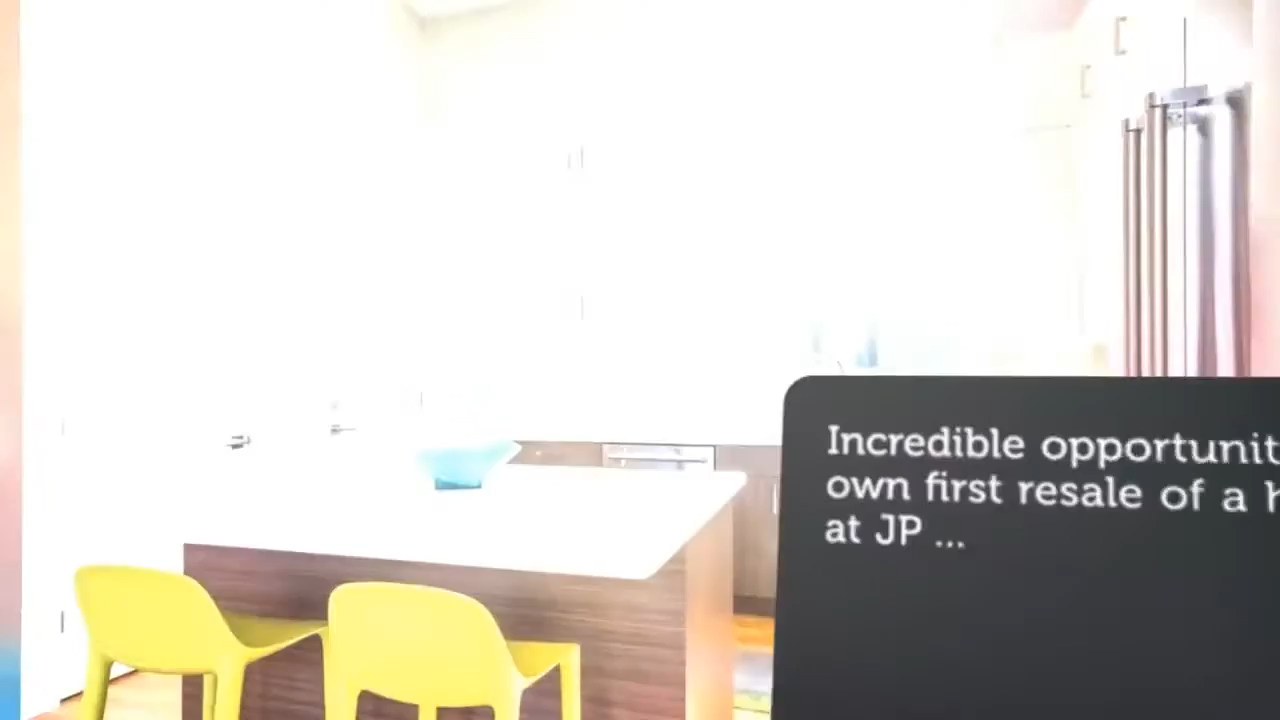 Incredible opportunit
own first resale of a h
at JP ...